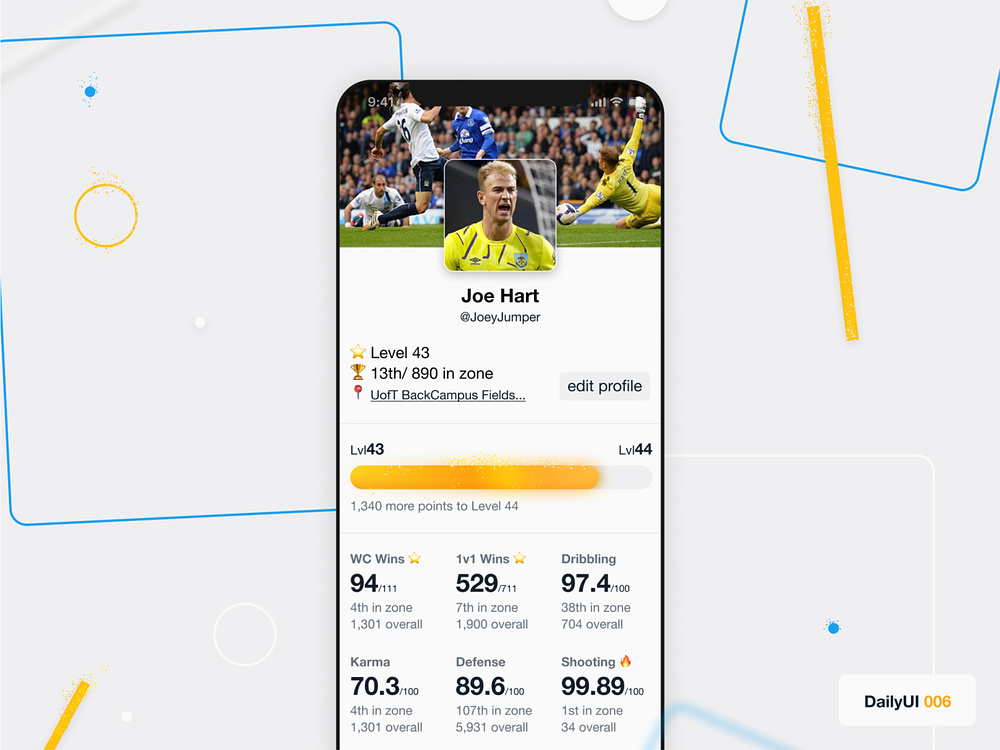 9:41
16
Chang
1
Joe Hart
@JoeyJumper
⭐ Level 43
🏆 13th/ 890 in zone
📍 UofT BackCampus Fields...
edit profile
Lvl43 Lvl44
1,340 more points to Level 44
WC Wins ⭐ 1v1 Wins ⭐ Dribbling
94/111 529/711 97.4/100
4th in zone 7th in zone 38th in zone
1,301 overall 1,900 overall 704 overall
Karma Defense Shooting 🔥
70.3/100 89.6/100 99.89/100
4th in zone 107th in zone 1st in zone
1,301 overall 5,931 overall 34 overall
DailyUI 006